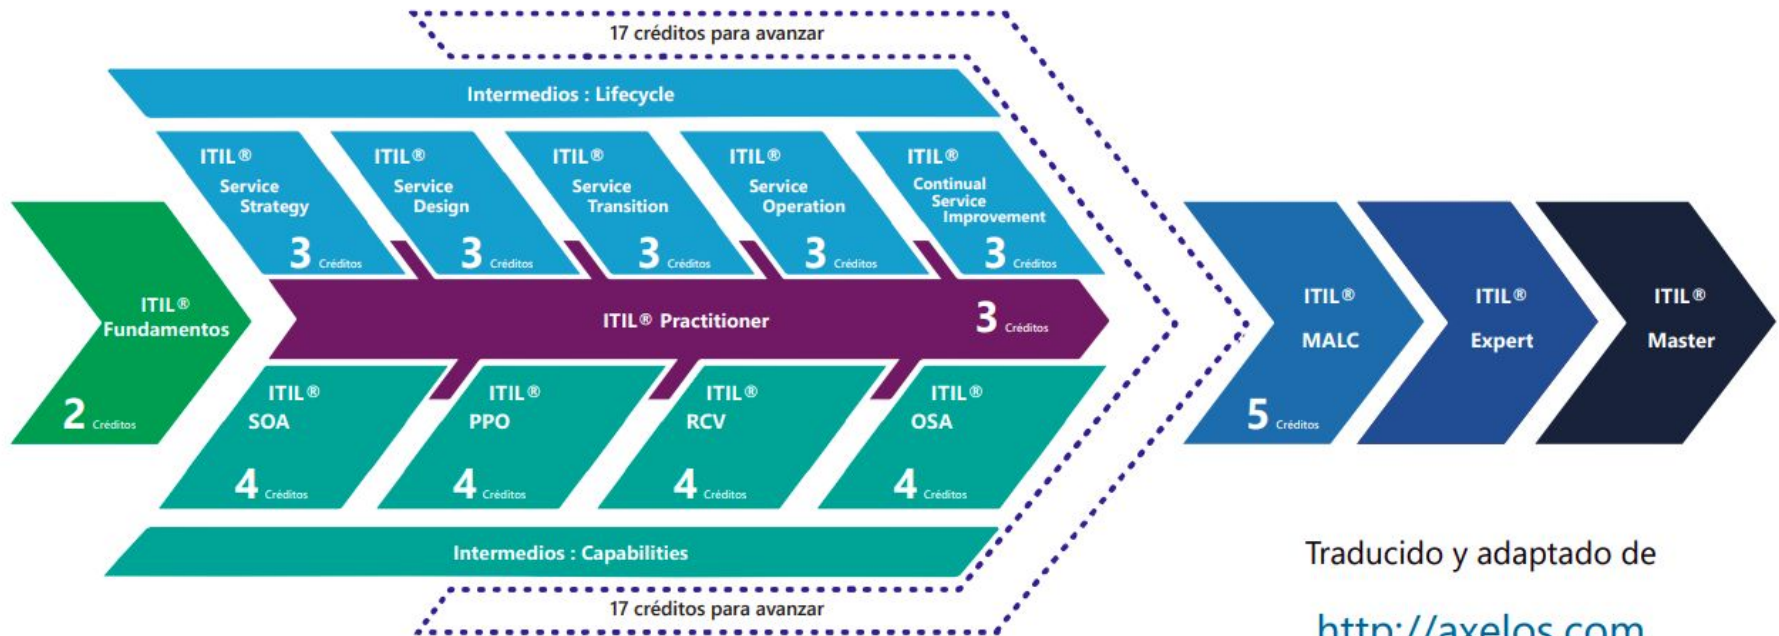 17 créditos para avanzar
Intermedios : Lifecycle
ITIL®
Service
Strategy
3 Créditos
ITIL®
Service
Design
3 Créditos
ITIL®
Service
Transition
3 Créditos
ITIL®
Service
Operation
3 Créditos
ITIL®
Continual
Service
Improvement
3 Créditos
ITIL®
Fundamentos
2 Créditos
ITIL® Practitioner
3 Créditos
ITIL®
SOA
4 Créditos
ITIL®
PPO
4 Créditos
ITIL®
RCV
4 Créditos
ITIL®
OSA
4 Créditos
Intermedios : Capabilities
17 créditos para avanzar
ITIL®
MALC
5 Créditos
ITIL®
Expert
ITIL®
Master
Traducido y adaptado de
http://axelos.com